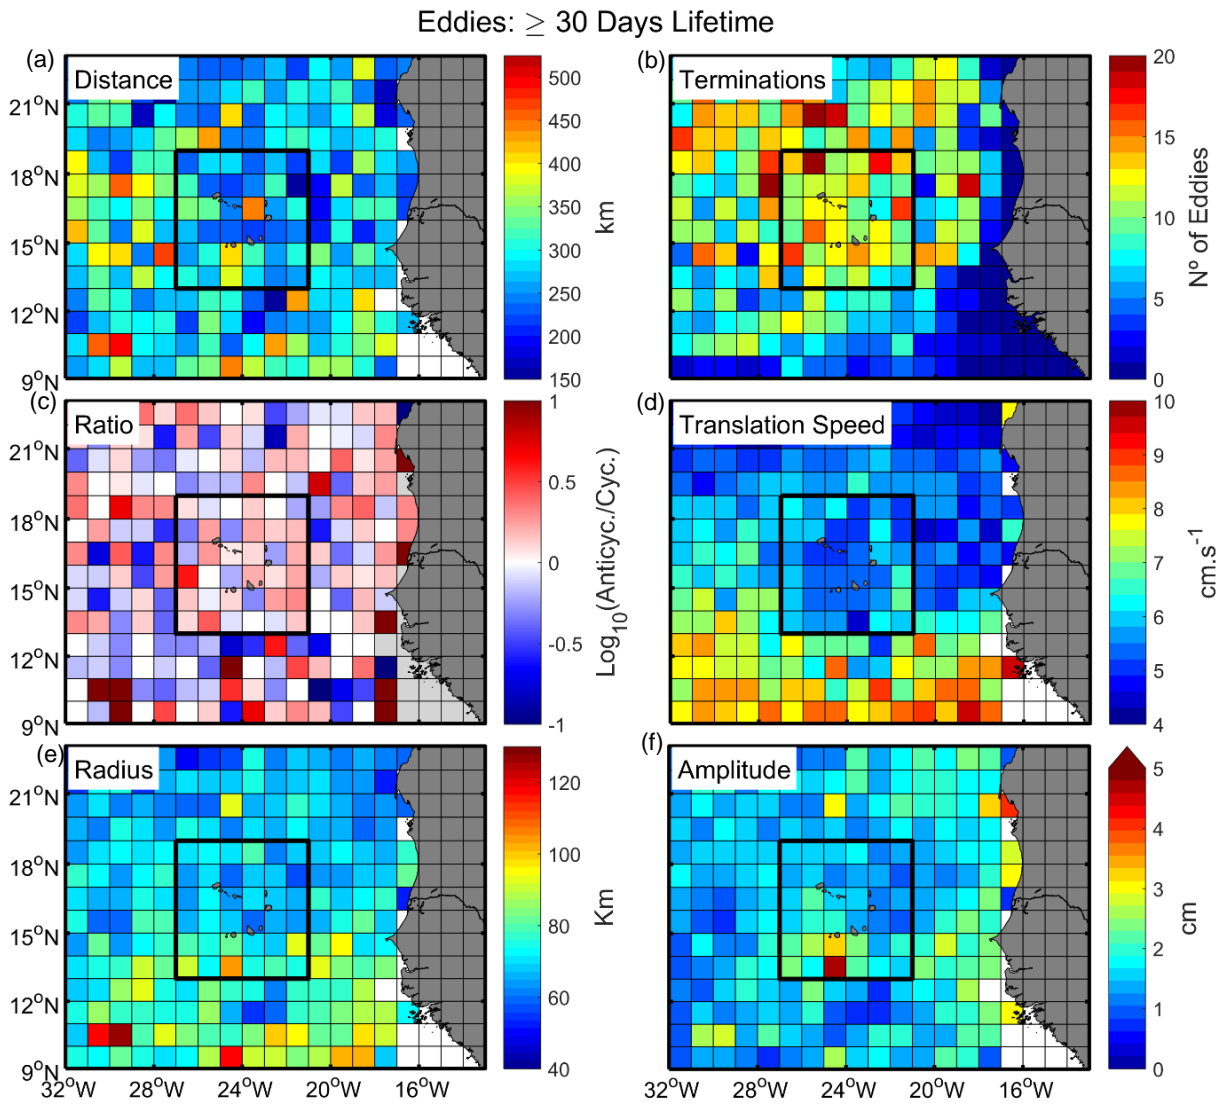 Eddies: ≥ 30 Days Lifetime
(a) Distance
21°N
18°N
15°N
12°N
9°N
500
450
400
350
300
250
200
150
km
(b) Terminations
20
15
10
5
0
Nº of Eddies
(c) Ratio
21°N
18°N
15°N
12°N
9°N
1
0.5
0
-0.5
-1
Log10(Anticyc./Cyc.)
(d) Translation Speed
10
9
8
7
6
5
4
cm.s-1
(e) Radius
21°N
18°N
15°N
12°N
9°N
32°W 28°W 24°W 20°W 16°W
120
100
80
60
40
Km
(f) Amplitude
32°W 28°W 24°W 20°W 16°W
5
4
3
2
1
0
cm